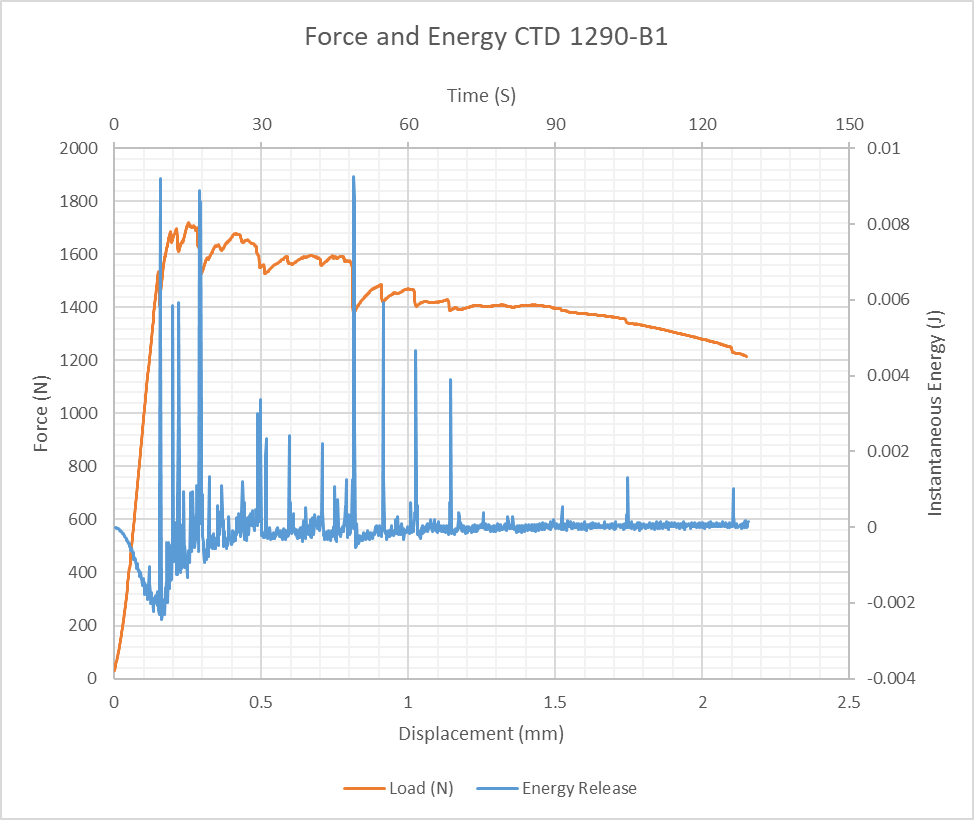 Force and Energy CTD 1290-B1
Time (S)
0 30 60 90 120 150
2000 0.01
1800
0.008
1600
1400 0.006
1200
0.004
1000
Force (N)
Instantaneous Energy (J)
800 0.002
600
0
400
-0.002
200
0 -0.004
0 0.5 1 1.5 2 2.5
Displacement (mm)
Load (N) Energy Release